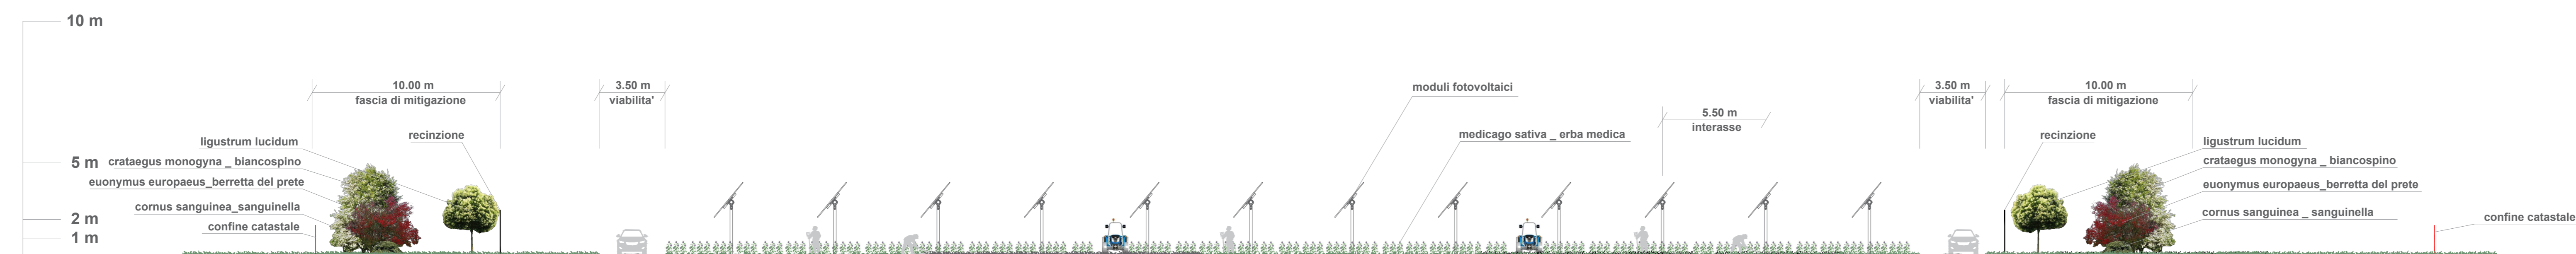 10 m
5 m
2 m
1 m
10.00 m
fascia di mitigazione
3.50 m
viabilita'
ligustrum lucidum
recinzione
crataegus monogyna _ biancospino
euonymus europaeus_berretta del prete
cornus sanguinea_sanguinella
confine catastale
moduli fotovoltaici
medicago sativa _ erba medica
5.50 m
interasse
3.50 m
viabilita'
10.00 m
fascia di mitigazione
recinzione
ligustrum lucidum
crataegus monogyna _ biancospino
euonymus europaeus_berretta del prete
cornus sanguinea _ sanguinella
confine catastale